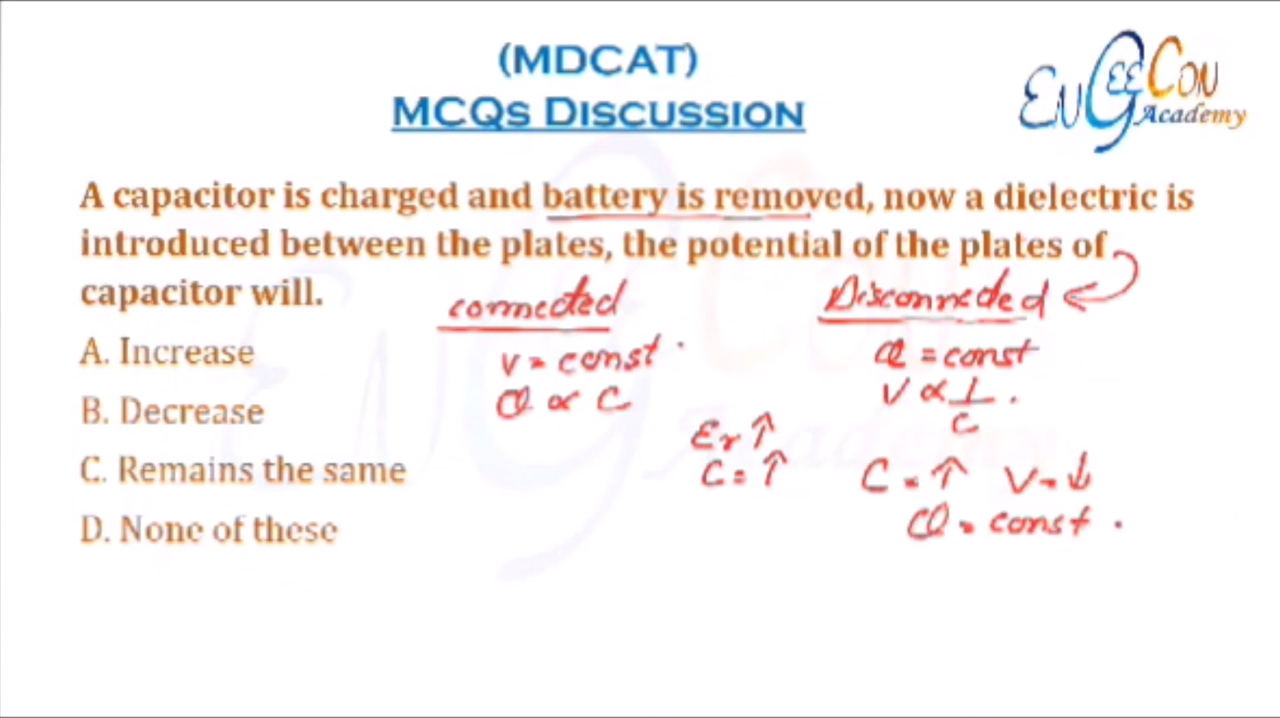 (MDCAT)
MCQs DISCUSSION
EnGeeCon
Academy
A capacitor is charged and battery is removed, now a dielectric is
introduced between the plates, the potential of the plates of
capacitor will.
A. Increase
B. Decrease
C. Remains the same
D. None of these
connected
V = const
Q ∝ C
Disconnected
Q = const
V ∝ 1/C
Er ↑
C = ↑
C = ↑ V = ↓
Q = const